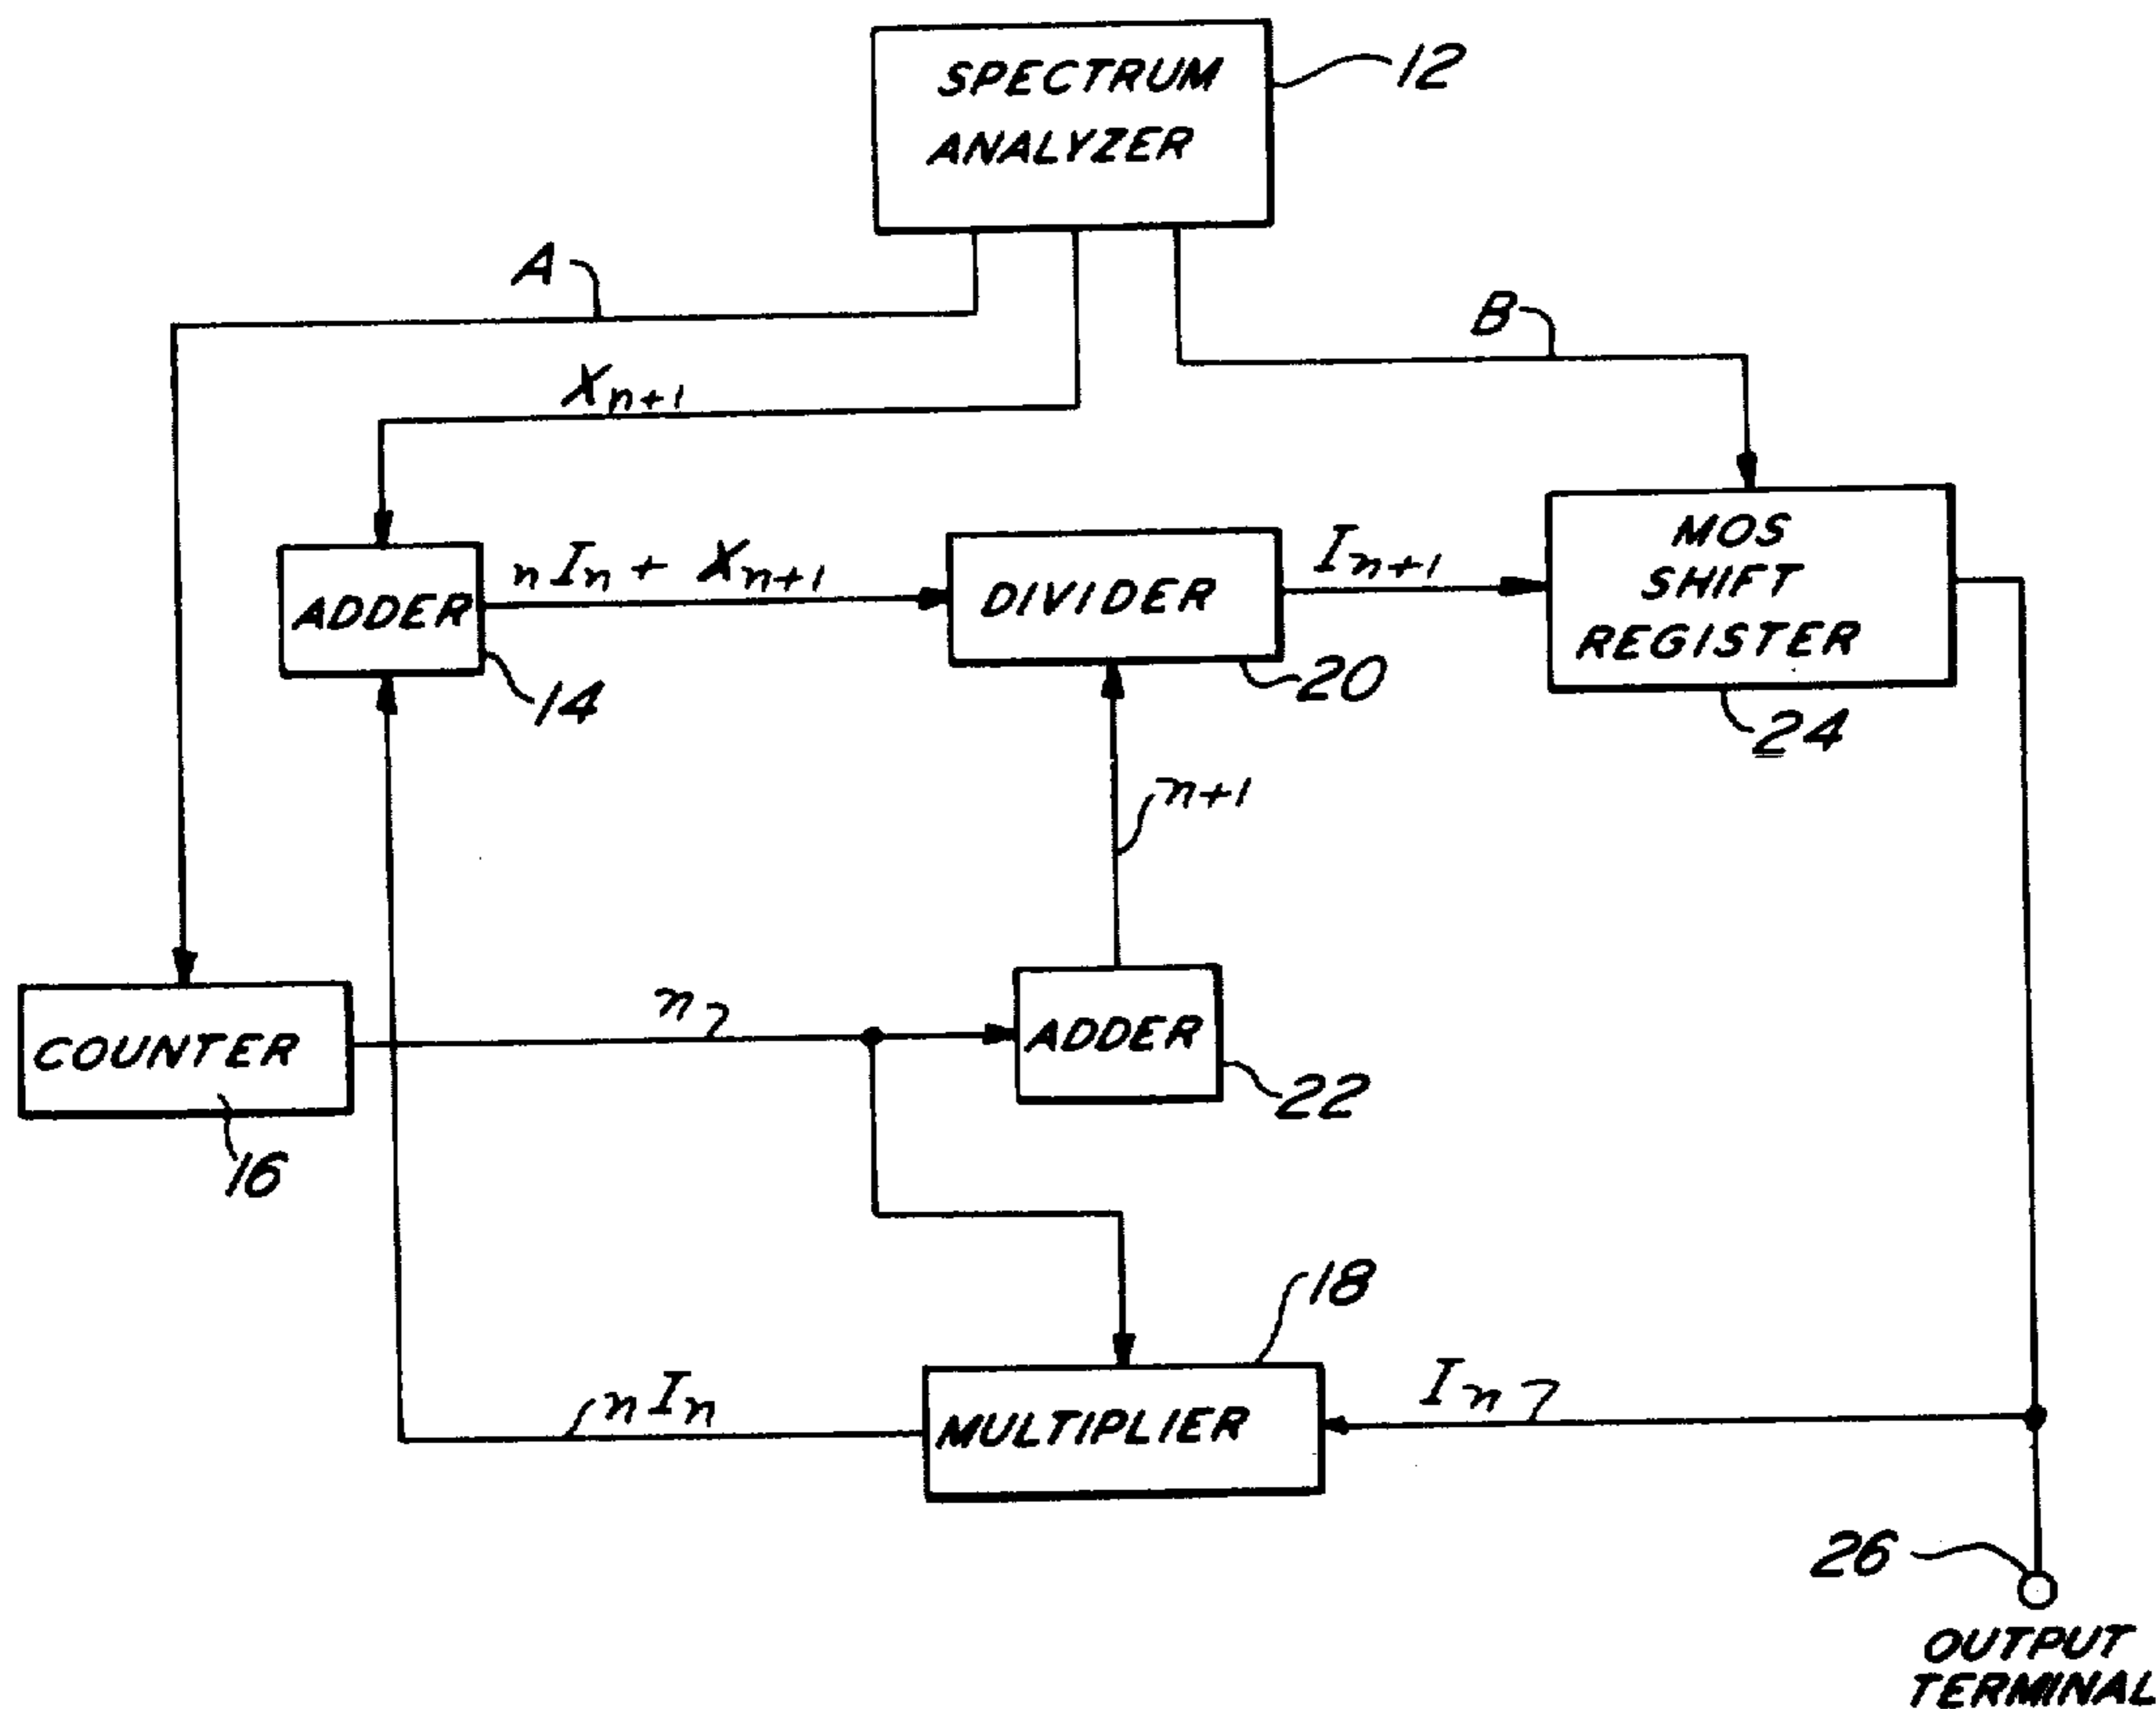 SPECTRUM
ANALYZER
12
A
B
Xn+1
MOS
SHIFT
REGISTER
nIn + Xn+1
In+1
DIVIDER
ADDER
14
20
24
n+1
n
COUNTER
ADDER
22
16
18
nIn
In
MULTIPLIER
26
OUTPUT
TERMINAL